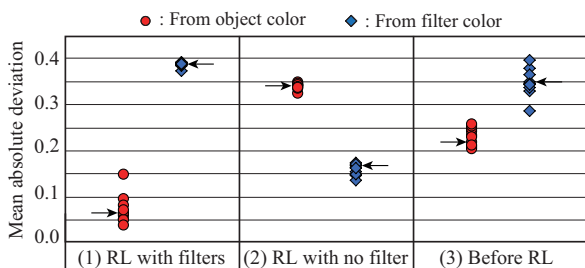 : From object color : From filter color
Mean absolute deviation
0.4
0.3
0.2
0.1
0.0
(1) RL with filters (2) RL with no filter (3) Before RL